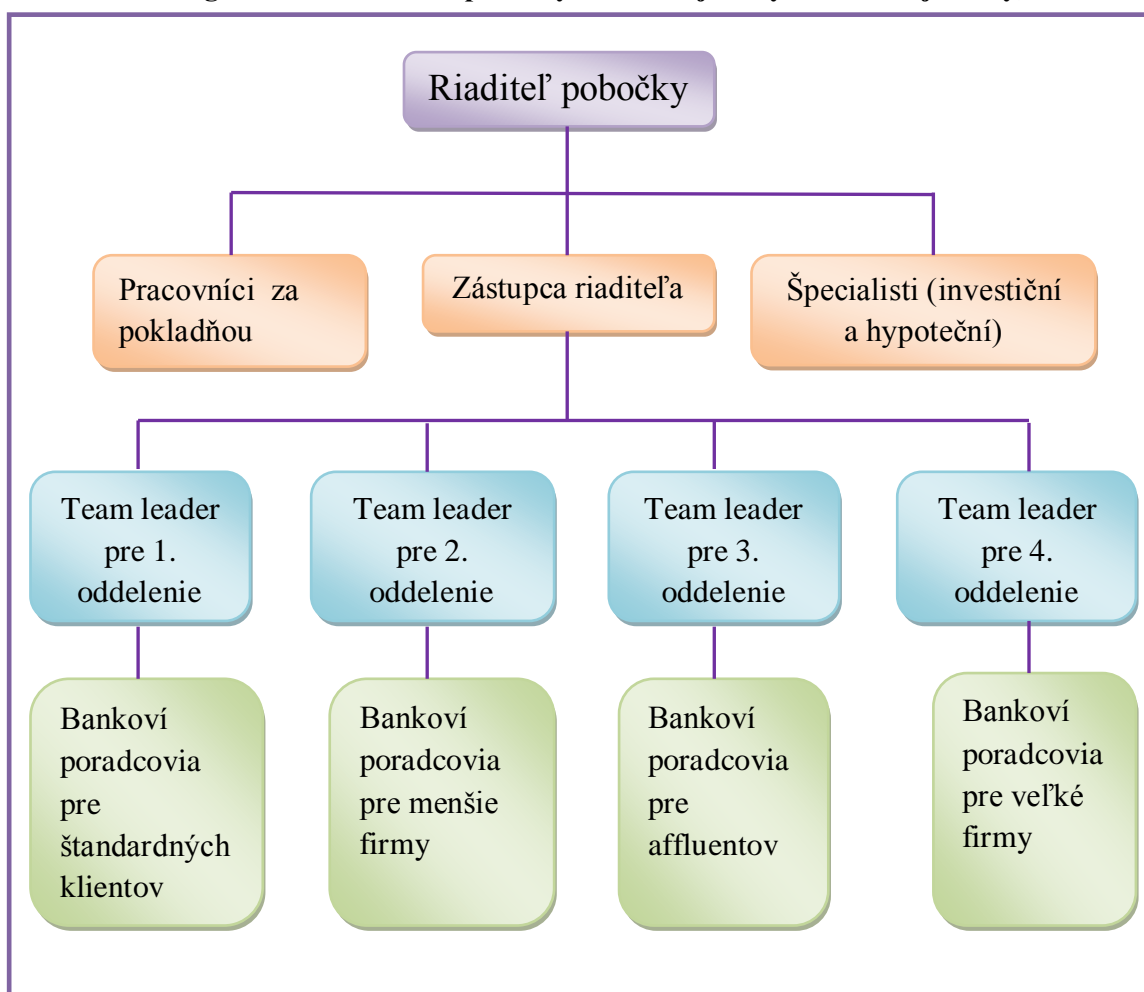 Riaditeľ pobočky
Pracovníci za
pokladňou
Zástupca riaditeľa
Špecialisti (investiční
a hypoteční)
Team leader
pre 1.
oddelenie
Team leader
pre 2.
oddelenie
Team leader
pre 3.
oddelenie
Team leader
pre 4.
oddelenie
Bankoví
poradcovia
pre
štandardných
klientov
Bankoví
poradcovia
pre menšie
firmy
Bankoví
poradcovia
pre
affluentov
Bankoví
poradcovia
pre veľké
firmy